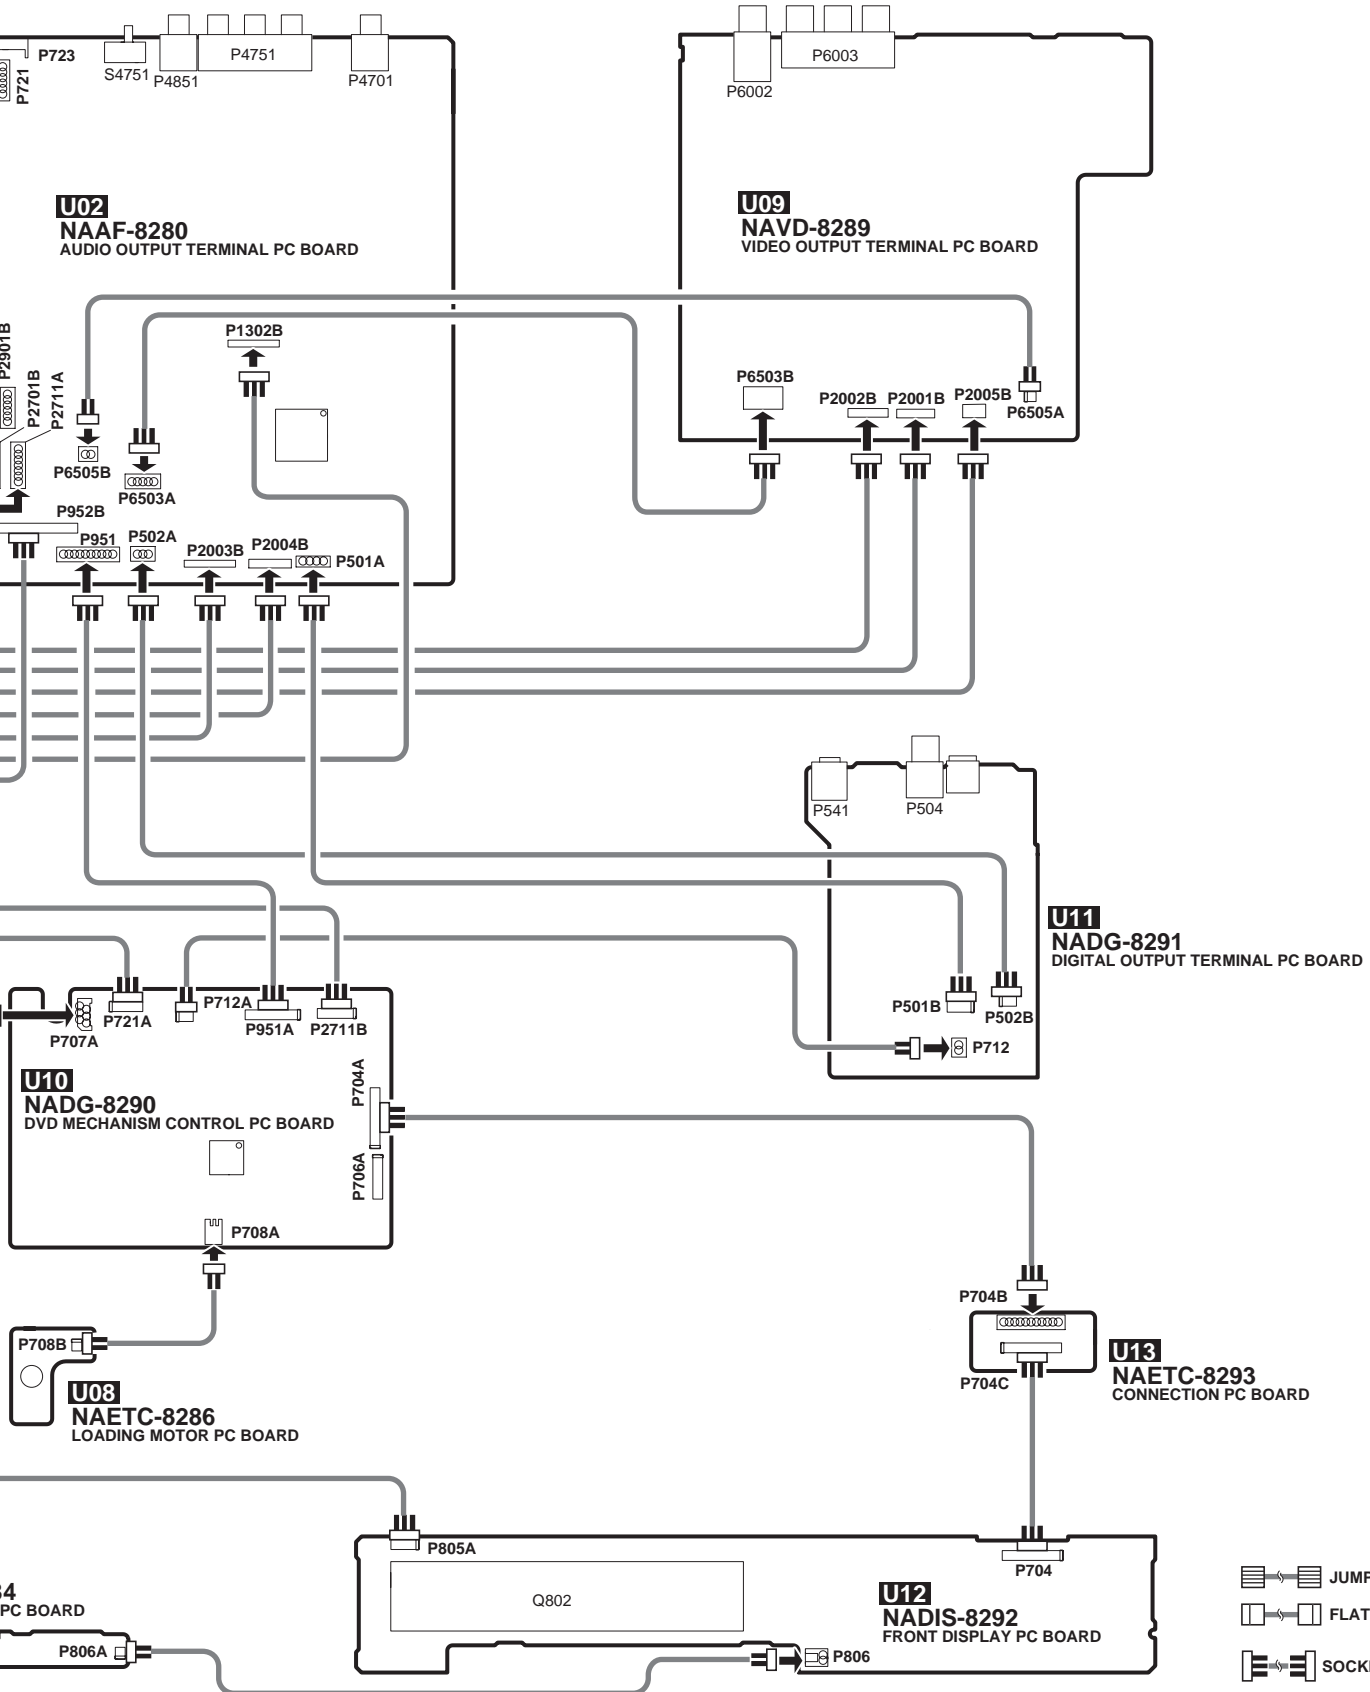 P723
P721
S4751
P4851
P4751
P4701
P6002
P6003
U02
NAAF-8280
AUDIO OUTPUT TERMINAL PC BOARD
U09
NAVD-8289
VIDEO OUTPUT TERMINAL PC BOARD
P2901B
P2701B
P2711A
P1302B
P6505B
P6503A
P6503B
P2002B
P2001B
P2005B
P6505A
P952B
P951
P502A
P2003B
P2004B
P501A
P541
P504
U11
NADG-8291
DIGITAL OUTPUT TERMINAL PC BOARD
P501B
P502B
P712
P707A
P721A
P712A
P951A
P2711B
U10
NADG-8290
DVD MECHANISM CONTROL PC BOARD
P704A
P706A
P708A
P704B
P704C
U13
NAETC-8293
CONNECTION PC BOARD
P708B
U08
NAETC-8286
LOADING MOTOR PC BOARD
P805A
P704
Q802
U12
NADIS-8292
FRONT DISPLAY PC BOARD
P806
4
PC BOARD
P806A
JUMP
FLAT
SOCK